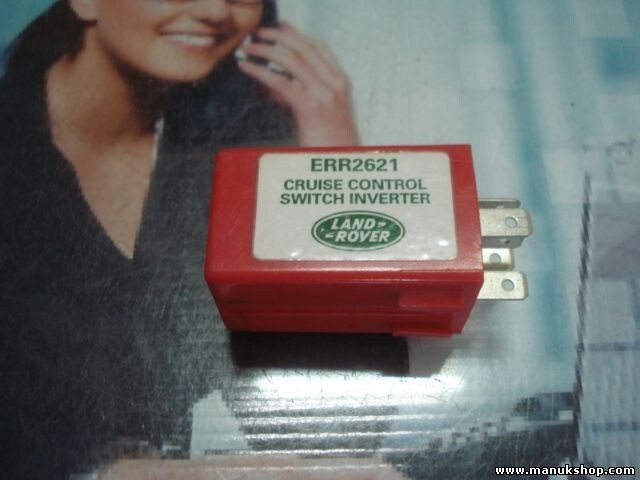 ERR2621
CRUISE CONTROL
SWITCH INVERTER
LAND-
-ROVER
www.manukshop.com